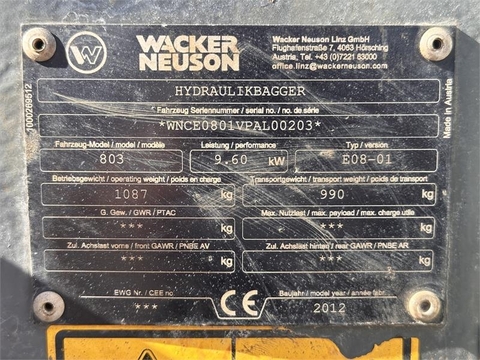 WACKER
NEUSON
Wacker Neuson Linz GmbH
Flughafenstraße 7, 4063 Hörsching
Austria, Tel. +43 (0)7221 63000
office.linz@wackerneuson.com
HYDRAULIKBAGGER
Fahrzeug Seriennummer / serial no. / no. de série
*WNCE0801VPAL00203*
Fahrzeug-Model / model / modèle
Leistung / performance
Typ / version
803
9.60 kW
E08-01
Betriebsgewicht / operating weight / poids en charge
Transportgewicht / transport weight / poids de transport
1087 kg
990 kg
G. Gew. / GWR / PTAC
Max. Nutzlast / max. payload / max. charge utile
*** kg
*** kg
Zul. Achslast vorne / front GAWR / PNBE AV
Zul. Achslast hinten / rear GAWR / PNBE AR
*** kg
*** kg
EWG Nr. / CEE no
CE
Baujahr / model year / année fabr.
***
2012
1000269612
Made in Austria